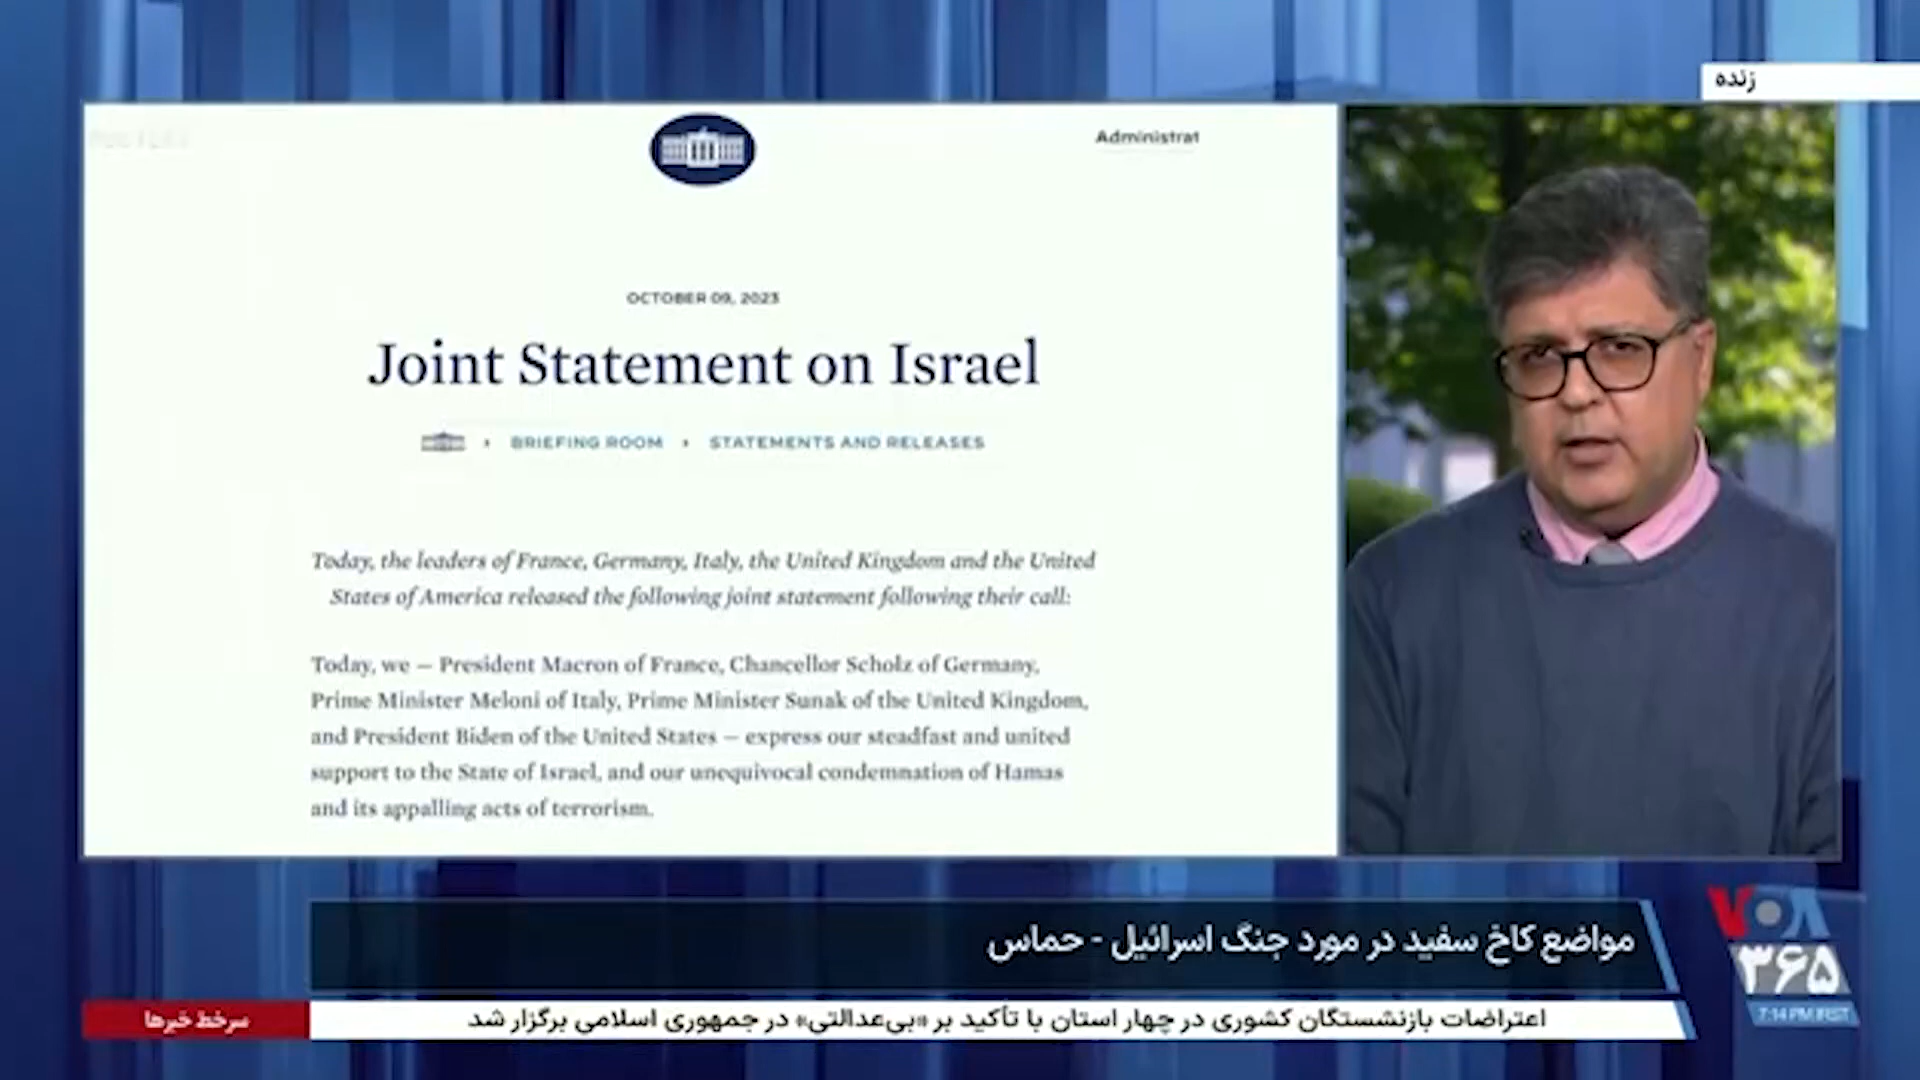 زنده
Administrat
OCTOBER 09, 2023
Joint Statement on Israel
BRIEFING ROOM › STATEMENTS AND RELEASES
Today, the leaders of France, Germany, Italy, the United Kingdom and the United
States of America released the following joint statement following their call:
Today, we — President Macron of France, Chancellor Scholz of Germany,
Prime Minister Meloni of Italy, Prime Minister Sunak of the United Kingdom,
and President Biden of the United States — express our steadfast and united
support to the State of Israel, and our unequivocal condemnation of Hamas
and its appalling acts of terrorism.
مواضع کاخ سفید در مورد جنگ اسرائیل - حماس
VOA
۳۶۵
7:14 PM IRST
سرخط خبرها
اعتراضات بازنشستگان کشوری در چهار استان با تأکید بر «بی‌عدالتی» در جمهوری اسلامی برگزار شد